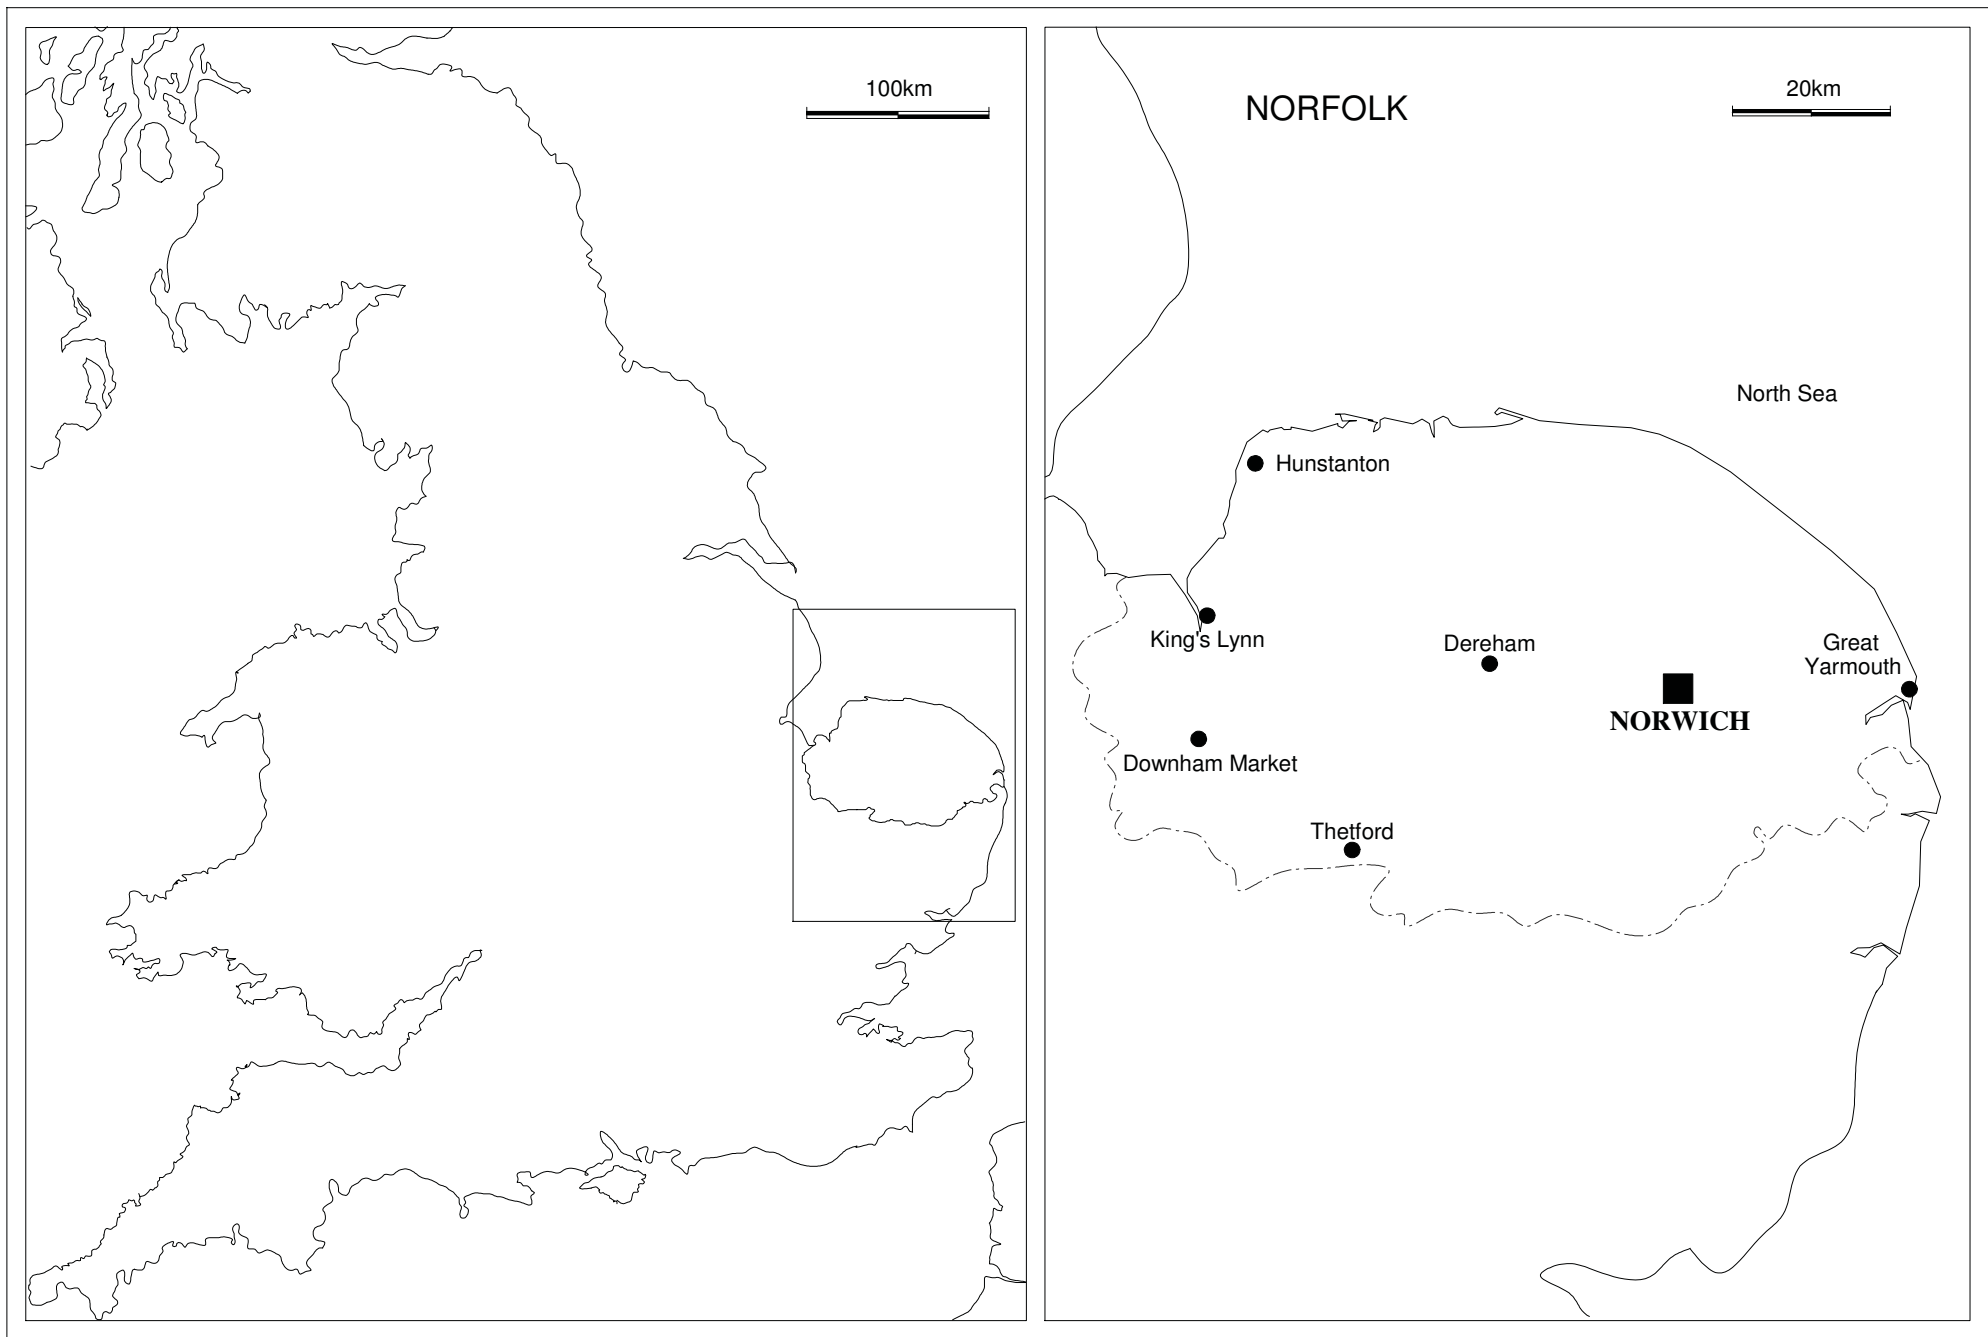 100km
NORFOLK
20km
North Sea
Hunstanton
King's Lynn
Dereham
Great
Yarmouth
NORWICH
Downham Market
Thetford